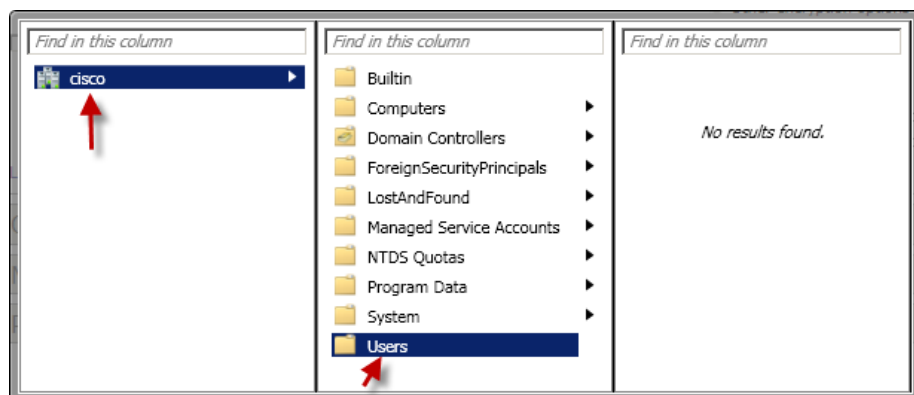 Find in this column
cisco
Find in this column
Builtin
Computers
Domain Controllers
ForeignSecurityPrincipals
LostAndFound
Managed Service Accounts
NTDS Quotas
Program Data
System
Users
Find in this column
No results found.